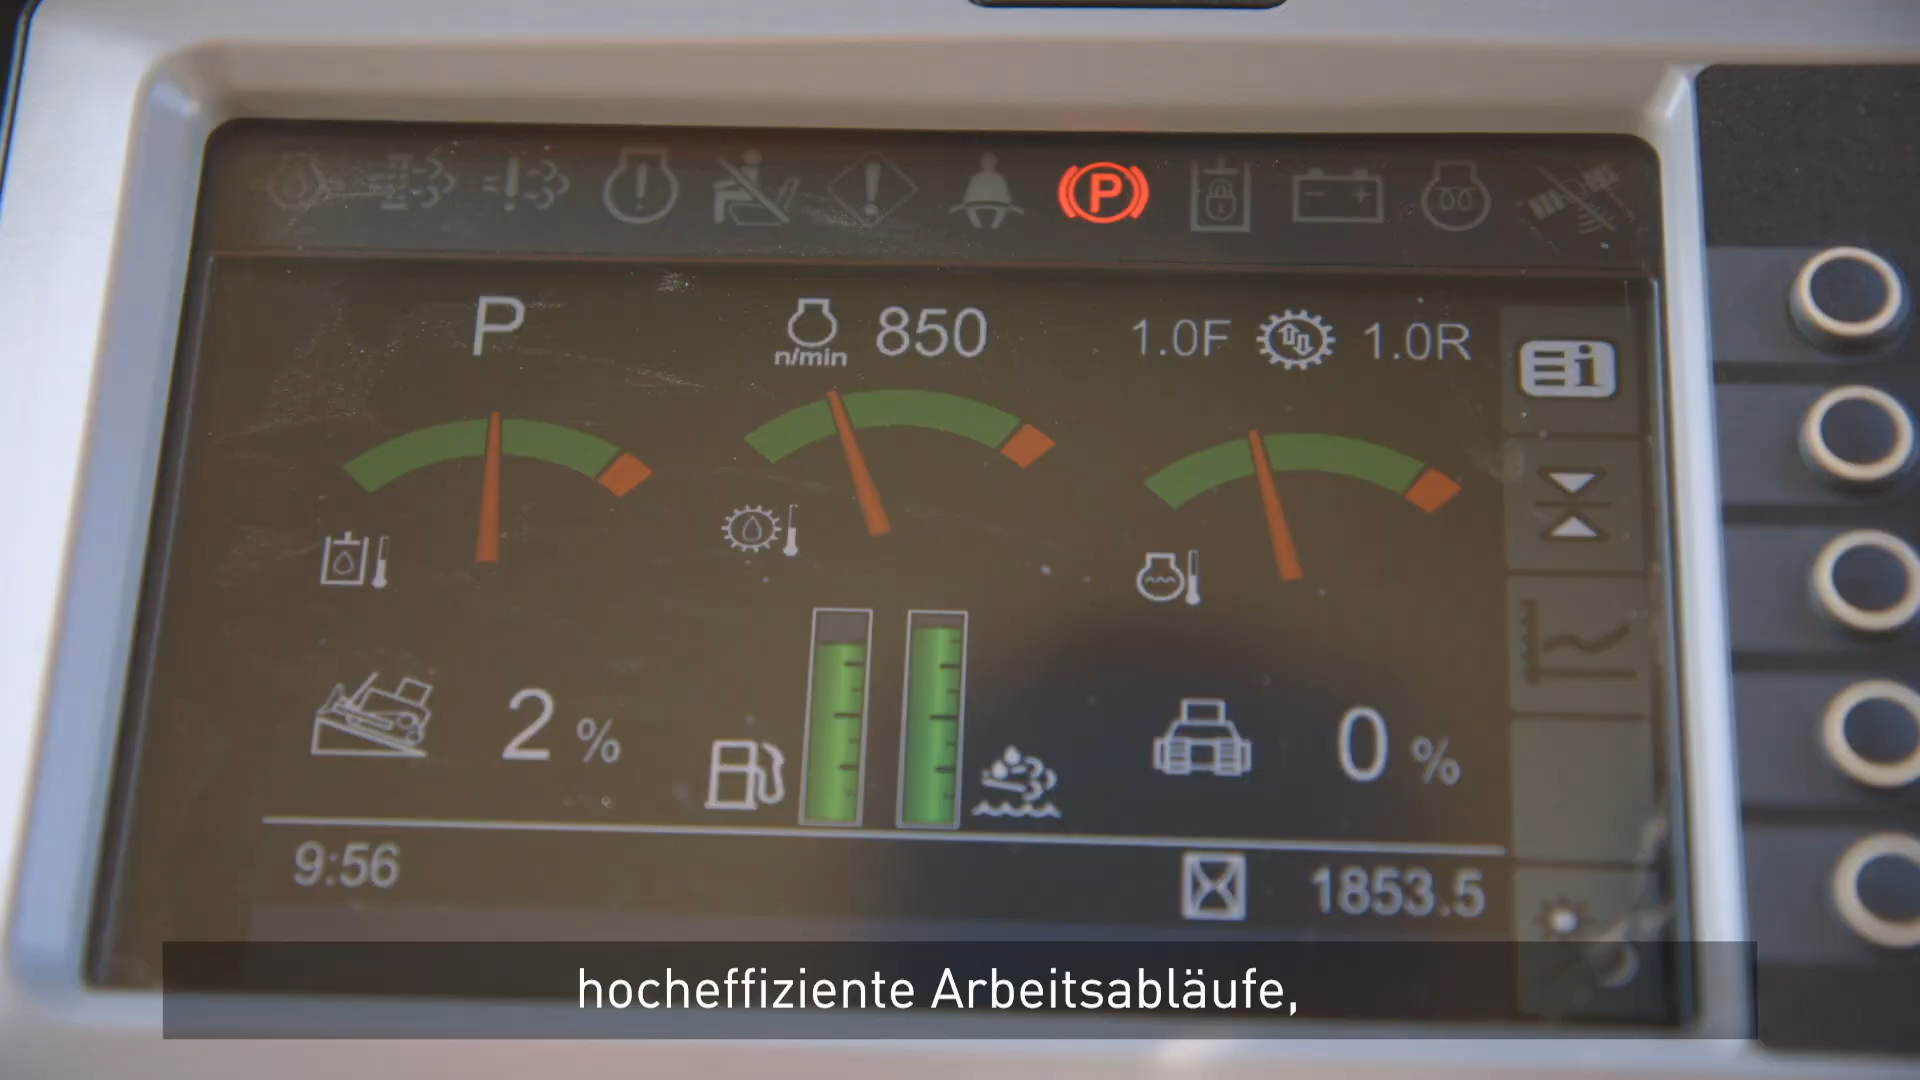 P
P
n/min 850
1.0F 1.0R
2 %
0 %
9:56
1853.5
hocheffiziente Arbeitsabläufe,